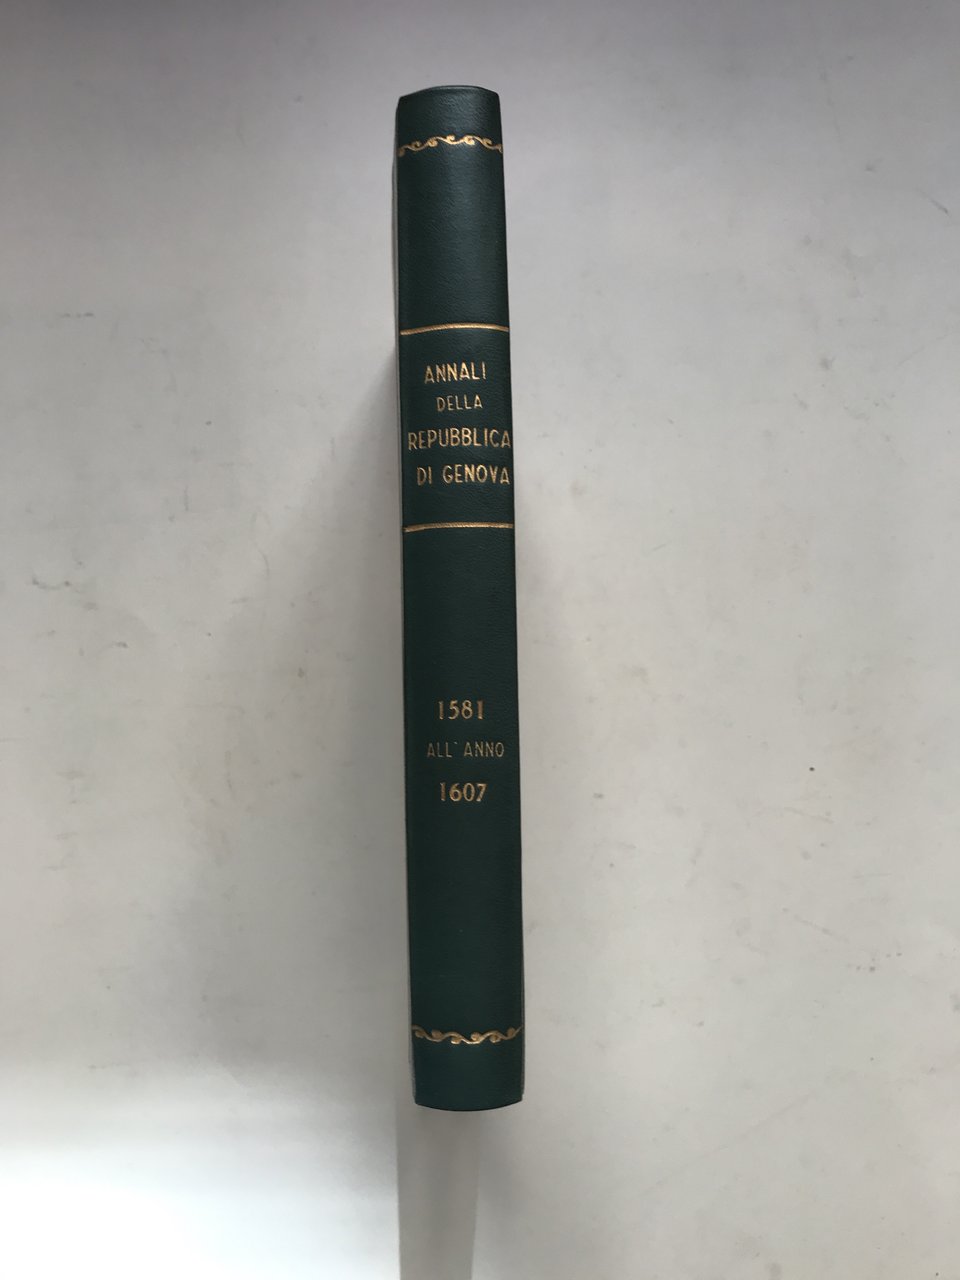 ANNALI
DELLA
REPUBBLICA
DI GENOVA
1581
ALL'ANNO
1607